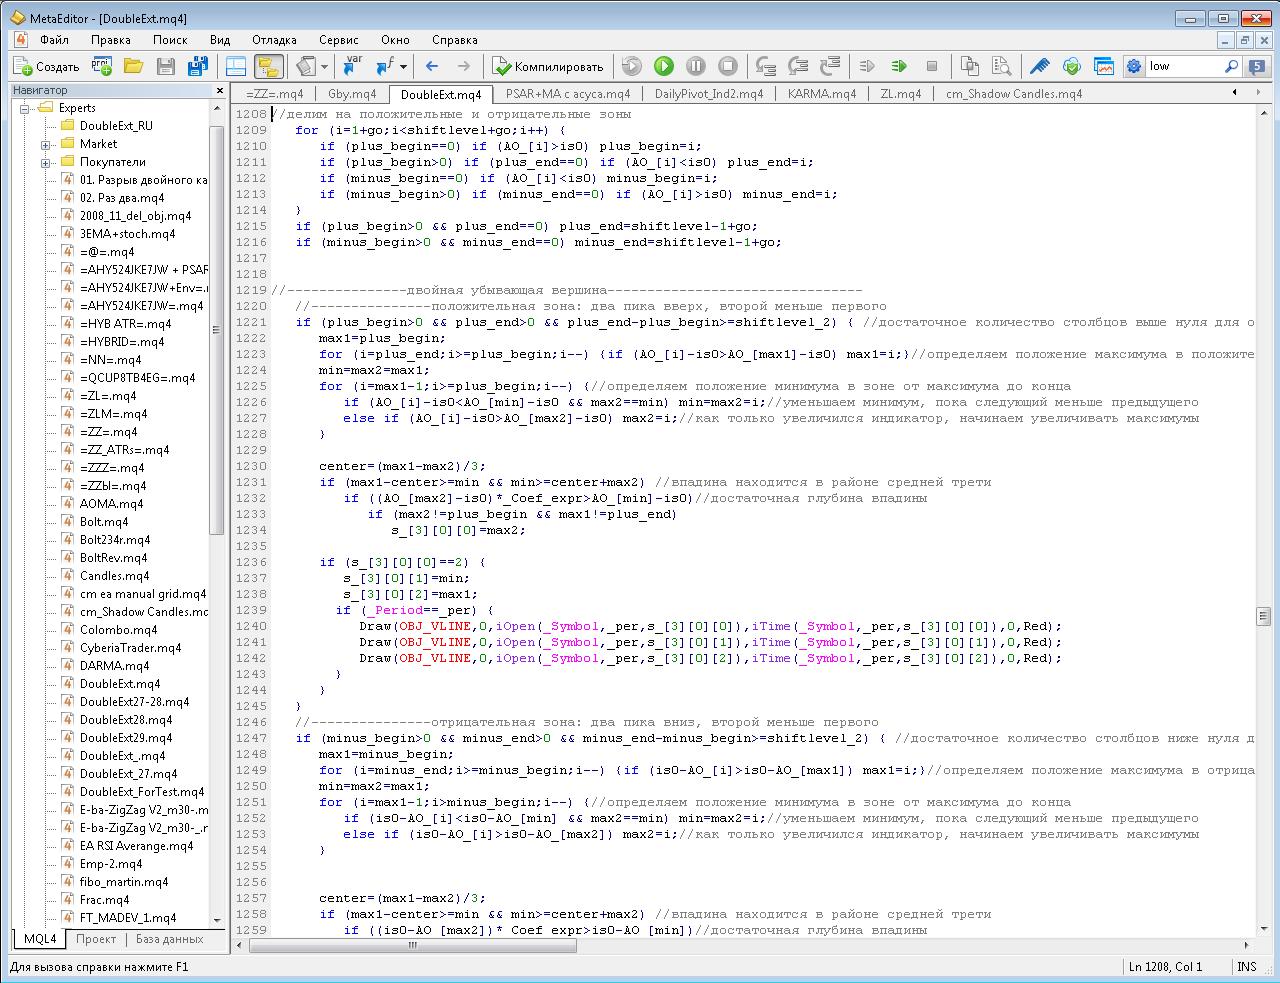 MetaEditor - [DoubleExt.mq4]
Файл Правка Поиск Вид Отладка Сервис Окно Справка
Создать Компилировать low 5
Навигатор
Experts
DoubleExt_RU
Market
Покупатели
01. Разрыв двойного ка
02. Раз два.mq4
2008_11_del_obj.mq4
3EMA+stoch.mq4
=@=.mq4
=AHY524JKE7JW + PSAR
=AHY524JKE7JW+Env=.m
=AHY524JKE7JW=.mq4
=HYB ATR=.mq4
=HYBRID=.mq4
=NN=.mq4
=QCUP8TB4EG=.mq4
=ZL=.mq4
=ZLM=.mq4
=ZZ=.mq4
=ZZ_ATRs=.mq4
=ZZZ=.mq4
=ZZЫ=.mq4
AOMA.mq4
Bolt.mq4
Bolt234r.mq4
BoltRev.mq4
Candles.mq4
cm ea manual grid.mq4
cm_Shadow Candles.mq
Colombo.mq4
CyberiaTrader.mq4
DARMA.mq4
DoubleExt.mq4
DoubleExt27-28.mq4
DoubleExt28.mq4
DoubleExt29.mq4
DoubleExt_.mq4
DoubleExt_27.mq4
DoubleExt_ForTest.mq4
E-ba-ZigZag V2_m30-.m
E-ba-ZigZag V2_m30-_.m
EA RSI Averange.mq4
Emp-2.mq4
fibo_martin.mq4
Frac.mq4
FT_MADEV_1.mq4
MQL4 Проект База данных
=ZZ=.mq4 Gby.mq4 DoubleExt.mq4 PSAR+MA с асуса.mq4 DailyPivot_Ind2.mq4 KARMA.mq4 ZL.mq4 cm_Shadow Candles.mq4
1208 //делим на положительные и отрицательные зоны
1209 for (i=1+go;i<shiftlevel+go;i++) {
1210 if (plus_begin==0) if (AO_[i]>is0) plus_begin=i;
1211 if (plus_begin>0) if (plus_end==0) if (AO_[i]<is0) plus_end=i;
1212 if (minus_begin==0) if (AO_[i]<is0) minus_begin=i;
1213 if (minus_begin>0) if (minus_end==0) if (AO_[i]>is0) minus_end=i;
1214 }
1215 if (plus_begin>0 && plus_end==0) plus_end=shiftlevel-1+go;
1216 if (minus_begin>0 && minus_end==0) minus_end=shiftlevel-1+go;
1217
1218
1219 //---------------двойная убывающая вершина--------------------------------
1220 //---------------положительная зона: два пика вверх, второй меньше первого
1221 if (plus_begin>0 && plus_end>0 && plus_end-plus_begin>=shiftlevel_2) { //достаточное количество столбцов выше нуля для о
1222 max1=plus_begin;
1223 for (i=plus_end;i>=plus_begin;i--) {if (AO_[i]-is0>AO_[max1]-is0) max1=i;}//определяем положение максимума в положите
1224 min=max2=max1;
1225 for (i=max1-1;i>=plus_begin;i--) {//определяем положение минимума в зоне от максимума до конца
1226 if (AO_[i]-is0<AO_[min]-is0 && max2==min) min=max2=i;//уменьшаем минимум, пока следующий меньше предыдущего
1227 else if (AO_[i]-is0>AO_[max2]-is0) max2=i;//как только увеличился индикатор, начинаем увеличивать максимумы
1228 }
1229
1230 center=(max1-max2)/3;
1231 if (max1-center>=min && min>=center+max2) //впадина находится в районе средней трети
1232 if ((AO_[max2]-is0)*_Coef_expr>AO_[min]-is0)//достаточная глубина впадины
1233 if (max2!=plus_begin && max1!=plus_end)
1234 s_[3][0][0]=max2;
1235
1236 if (s_[3][0][0]==2) {
1237 s_[3][0][1]=min;
1238 s_[3][0][2]=max1;
1239 if (_Period==_per) {
1240 Draw(OBJ_VLINE,0,iOpen(_Symbol,_per,s_[3][0][0]),iTime(_Symbol,_per,s_[3][0][0]),0,Red);
1241 Draw(OBJ_VLINE,0,iOpen(_Symbol,_per,s_[3][0][1]),iTime(_Symbol,_per,s_[3][0][1]),0,Red);
1242 Draw(OBJ_VLINE,0,iOpen(_Symbol,_per,s_[3][0][2]),iTime(_Symbol,_per,s_[3][0][2]),0,Red);
1243 }
1244 }
1245 }
1246 //---------------отрицательная зона: два пика вниз, второй меньше первого
1247 if (minus_begin>0 && minus_end>0 && minus_end-minus_begin>=shiftlevel_2) { //достаточное количество столбцов ниже нуля д
1248 max1=minus_begin;
1249 for (i=minus_end;i>=minus_begin;i--) {if (is0-AO_[i]>is0-AO_[max1]) max1=i;}//определяем положение максимума в отрица
1250 min=max2=max1;
1251 for (i=max1-1;i>minus_begin;i--) {//определяем положение минимума в зоне от максимума до конца
1252 if (is0-AO_[i]<is0-AO_[min] && max2==min) min=max2=i;//уменьшаем минимум, пока следующий меньше предыдущего
1253 else if (is0-AO_[i]>is0-AO_[max2]) max2=i;//как только увеличился индикатор, начинаем увеличивать максимумы
1254 }
1255
1256
1257 center=(max1-max2)/3;
1258 if (max1-center>=min && min>=center+max2) //впадина находится в районе средней трети
1259 if ((is0-AO_[max2])*_Coef_expr>is0-AO_[min])//достаточная глубина впадины
Для вызова справки нажмите F1 Ln 1208, Col 1 INS